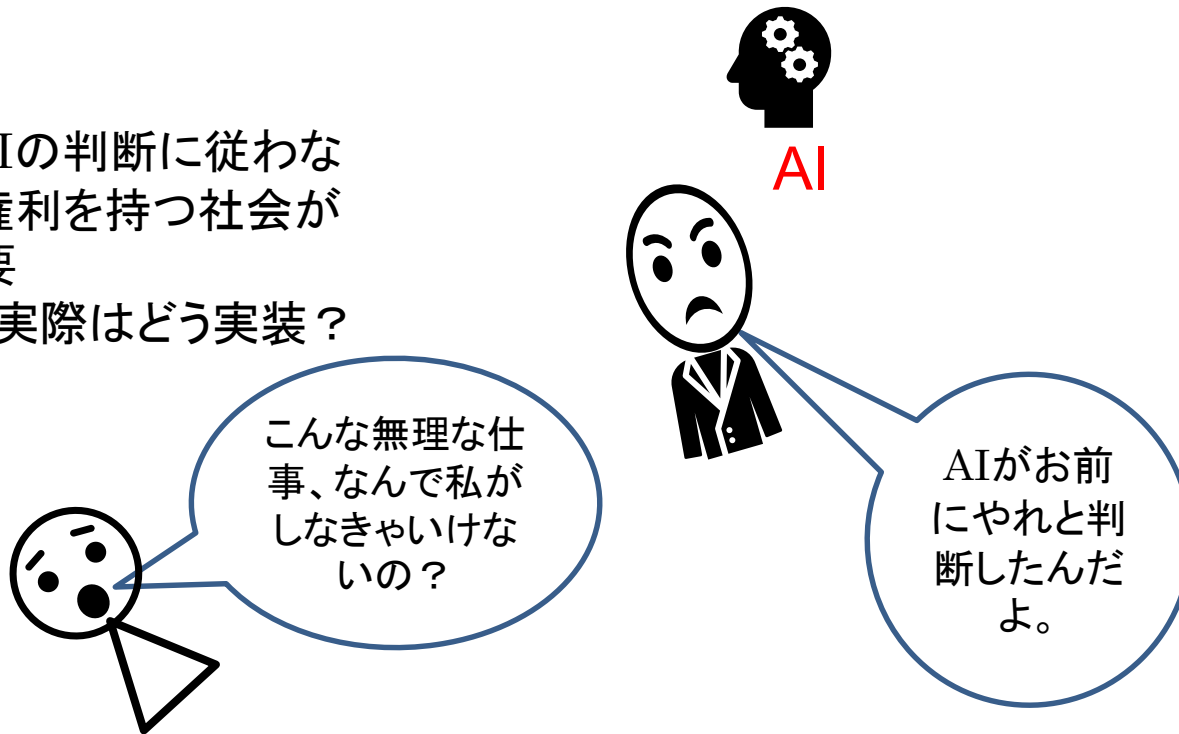 AI
Iの判断に従わな
権利を持つ社会が
要
実際はどう実装？
こんな無理な仕
事、なんで私が
しなきゃいけな
いの？
AIがお前
にやれと判
断したんだ
よ。